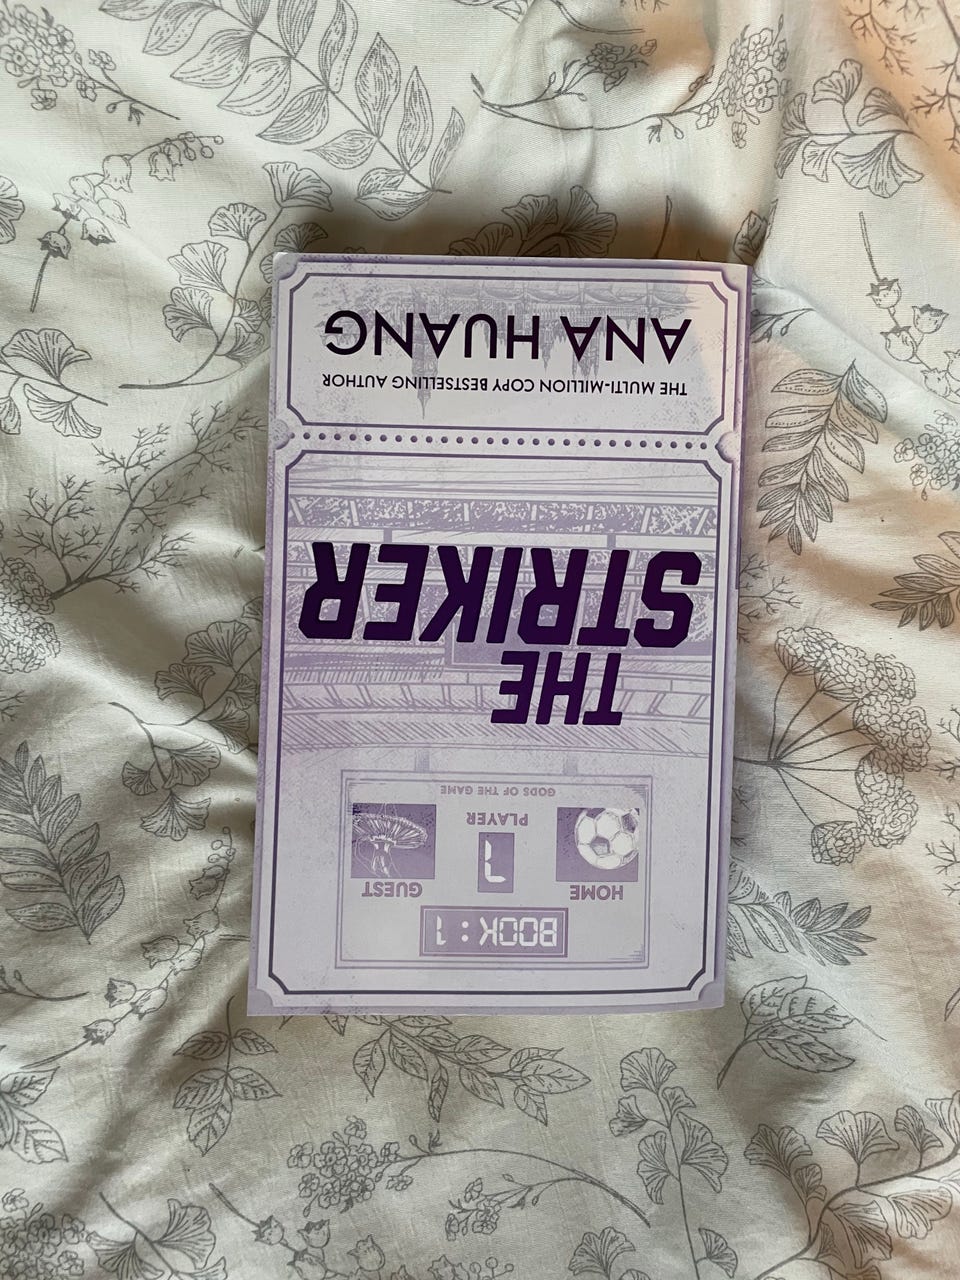 BOOK : 1
HOME
GUEST
7
PLAYER
GODS OF THE GAME
THE
STRIKER
THE MULTI-MILLION COPY BESTSELLING AUTHOR
ANA HUANG